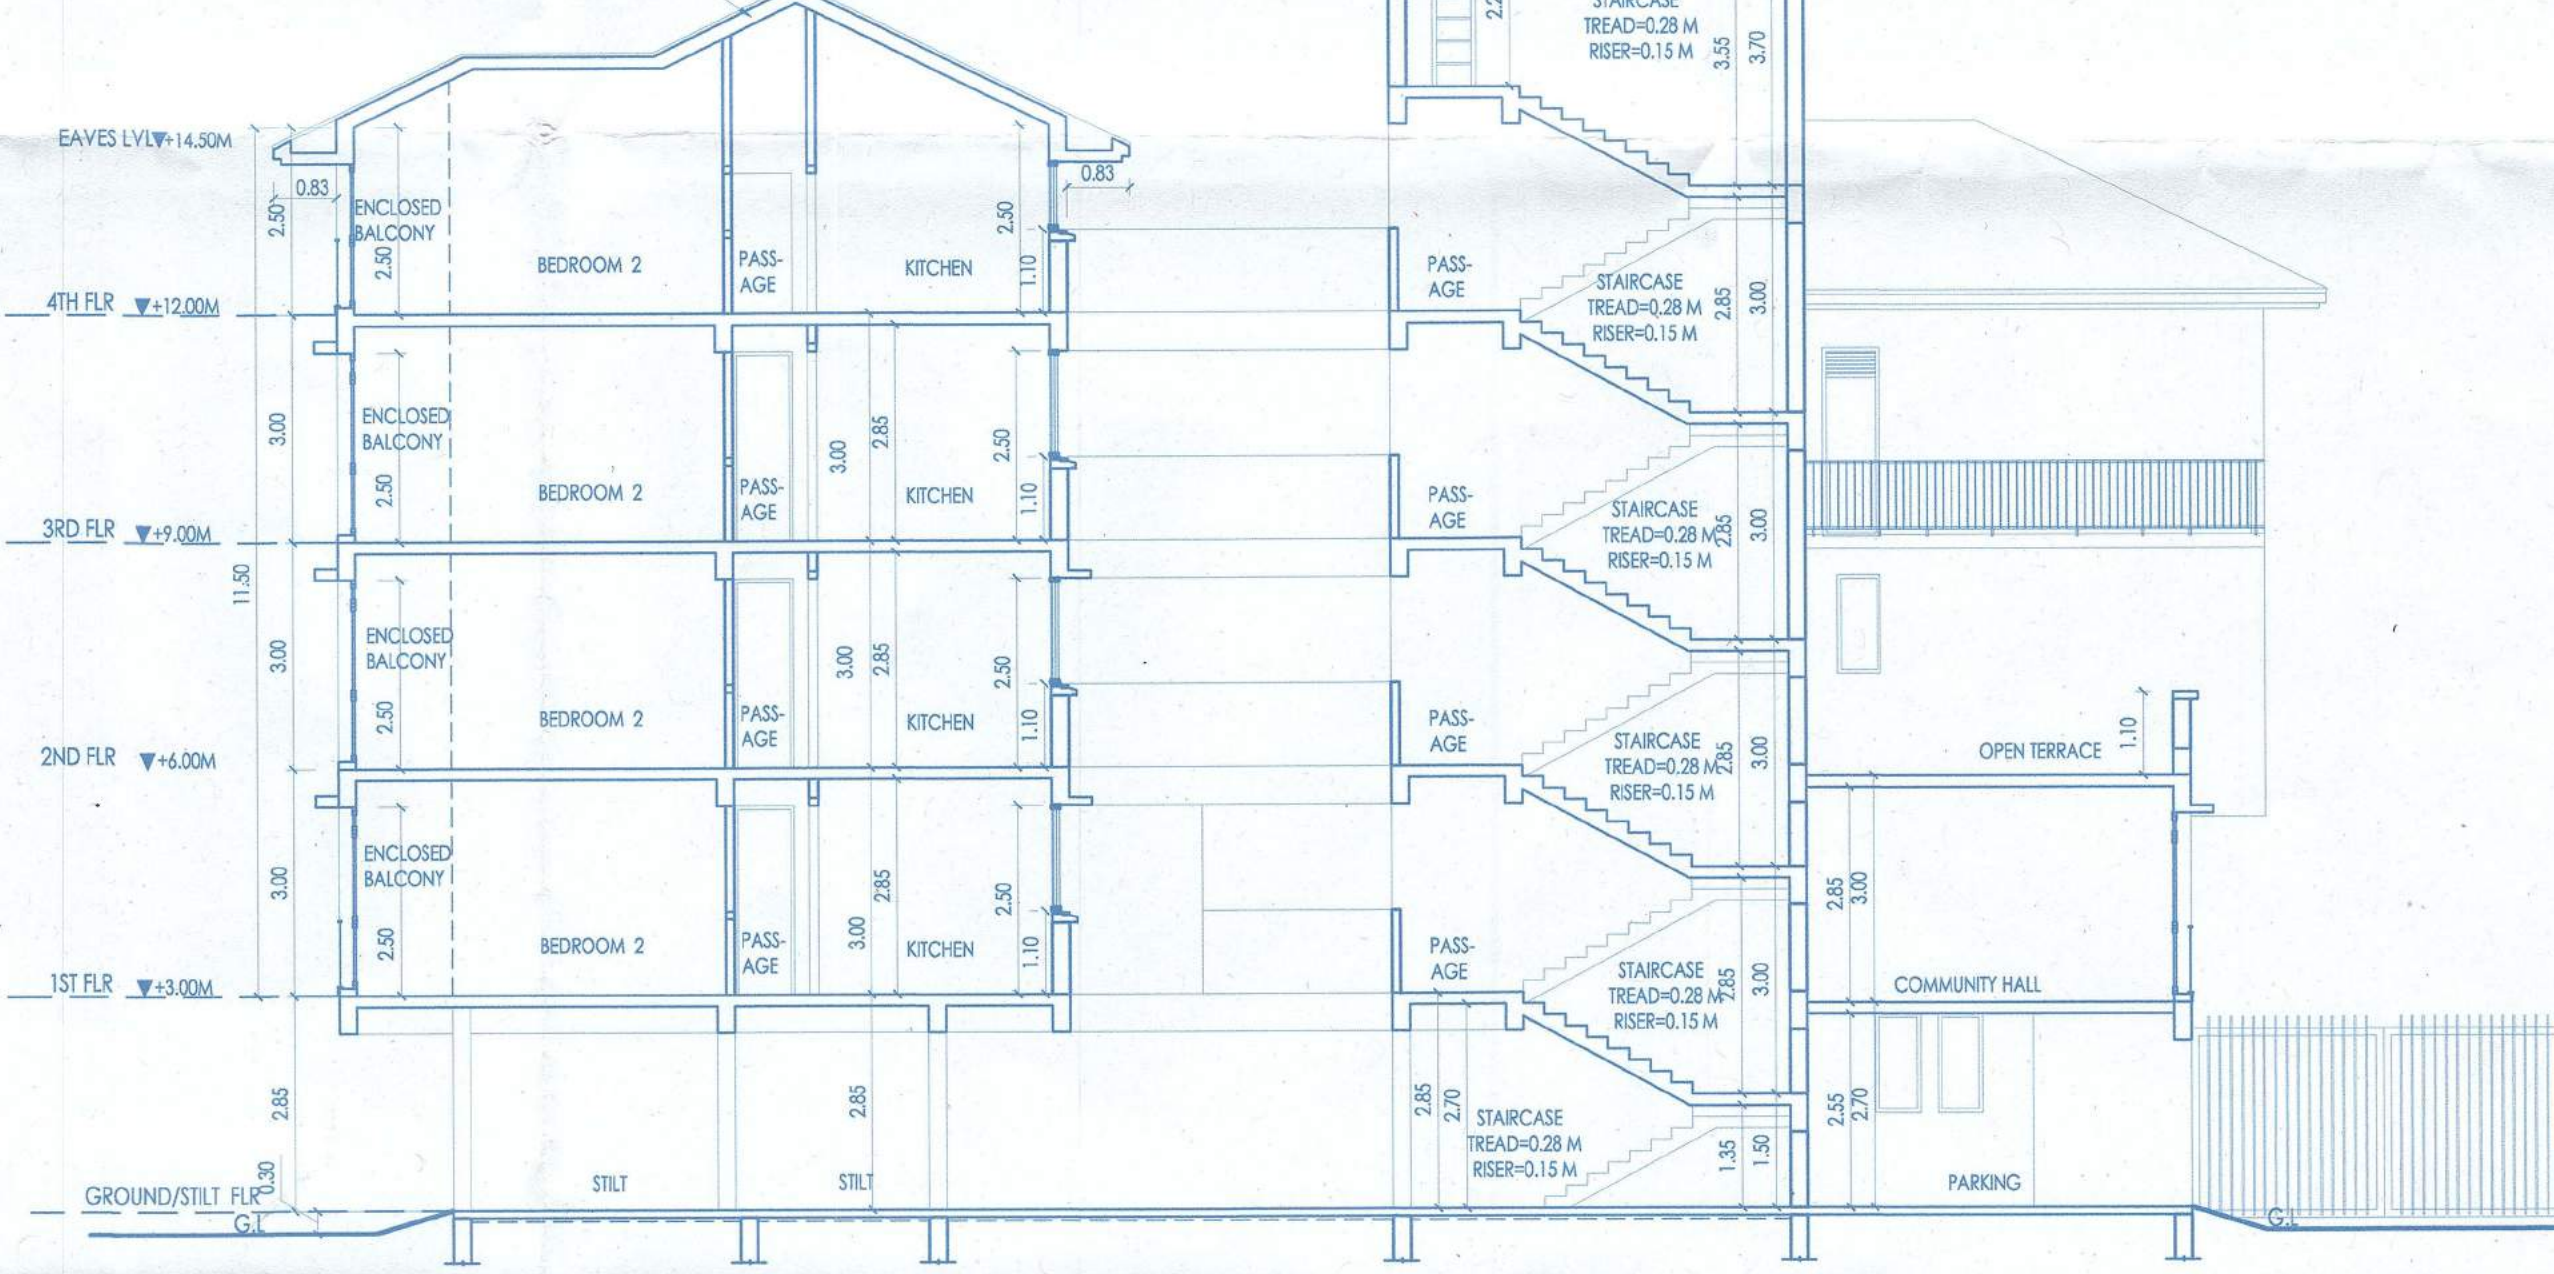 STAIRCASE
TREAD=0.28 M
RISER=0.15 M
3.55
3.70
EAVES LVL +14.50M
0.83
2.50
ENCLOSED
BALCONY
2.50
BEDROOM 2
PASS-
AGE
KITCHEN
2.50
1.10
0.83
PASS-
AGE
STAIRCASE
TREAD=0.28 M
RISER=0.15 M
2.85
3.00
4TH FLR +12.00M
3.00
ENCLOSED
BALCONY
2.50
BEDROOM 2
PASS-
AGE
3.00
2.85
KITCHEN
2.50
1.10
PASS-
AGE
STAIRCASE
TREAD=0.28 M
RISER=0.15 M
2.85
3.00
3RD FLR +9.00M
11.50
3.00
ENCLOSED
BALCONY
2.50
BEDROOM 2
PASS-
AGE
3.00
2.85
KITCHEN
2.50
1.10
PASS-
AGE
STAIRCASE
TREAD=0.28 M
RISER=0.15 M
2.85
3.00
OPEN TERRACE
1.10
2ND FLR +6.00M
3.00
ENCLOSED
BALCONY
2.50
BEDROOM 2
PASS-
AGE
3.00
2.85
KITCHEN
2.50
1.10
PASS-
AGE
STAIRCASE
TREAD=0.28 M
RISER=0.15 M
2.85
3.00
2.85
3.00
COMMUNITY HALL
1ST FLR +3.00M
2.85
2.85
2.85
2.70
STAIRCASE
TREAD=0.28 M
RISER=0.15 M
1.35
1.50
2.55
2.70
STILT
STILT
PARKING
0.30
GROUND/STILT FLR
G.L
G.L